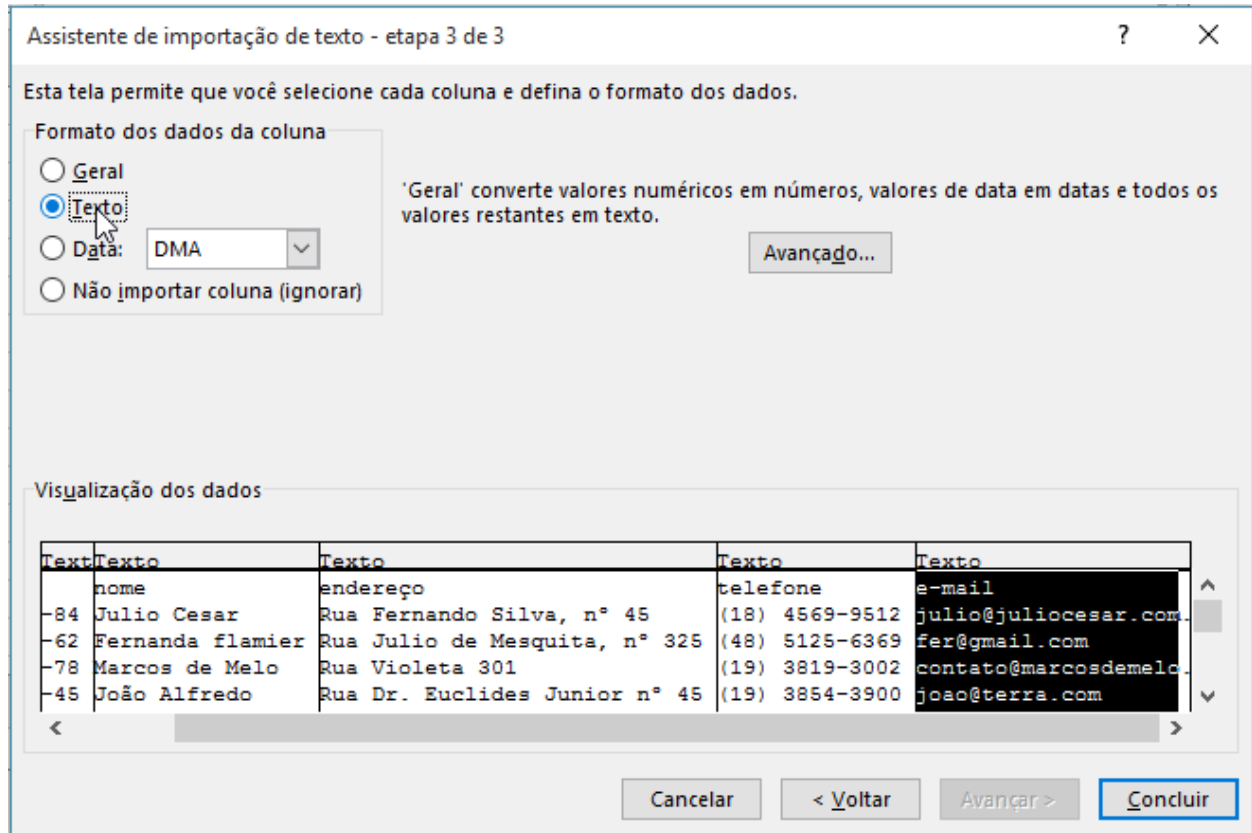 Assistente de importação de texto - etapa 3 de 3
Esta tela permite que você selecione cada coluna e defina o formato dos dados.
Formato dos dados da coluna
Geral
Texto
Data: DMA
Não importar coluna (ignorar)
'Geral' converte valores numéricos em números, valores de data em datas e todos os
valores restantes em texto.
Avançado...
Visualização dos dados
Text Texto Texto Texto Texto
nome endereço telefone e-mail
-84 Julio Cesar Rua Fernando Silva, nº 45 (18) 4569-9512 julio@juliocesar.com.
-62 Fernanda flamier Rua Julio de Mesquita, nº 325 (48) 5125-6369 fer@gmail.com
-78 Marcos de Melo Rua Violeta 301 (19) 3819-3002 contato@marcosdemelo.
-45 João Alfredo Rua Dr. Euclides Junior nº 45 (19) 3854-3900 joao@terra.com
Cancelar < Voltar Avançar > Concluir